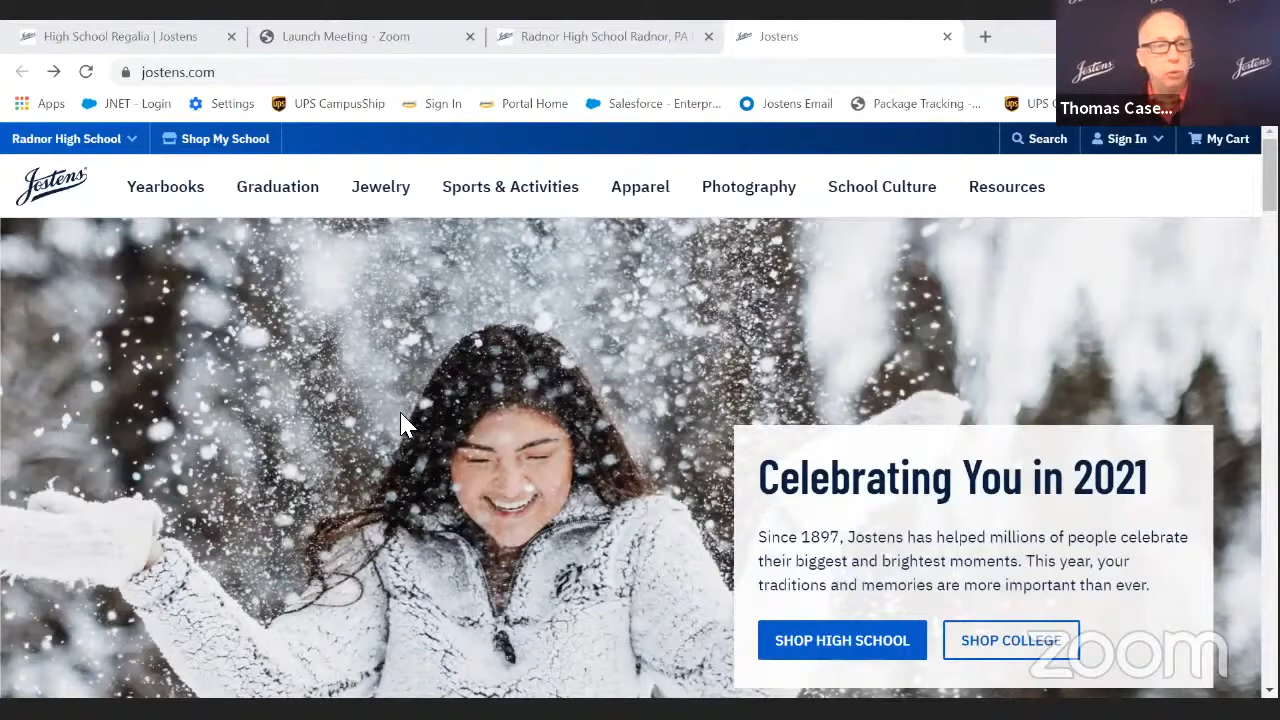 High School Regalia | Jostens
Launch Meeting - Zoom
Radnor High School Radnor, PA
Jostens
jostens.com
Apps
JNET - Login
Settings
UPS CampusShip
Sign In
Portal Home
Salesforce - Enterpr...
Jostens Email
Package Tracking -...
UPS
Jostens
Jostens
Thomas Case...
Radnor High School
Shop My School
Search
Sign In
My Cart
Jostens
Yearbooks
Graduation
Jewelry
Sports & Activities
Apparel
Photography
School Culture
Resources
Celebrating You in 2021
Since 1897, Jostens has helped millions of people celebrate
their biggest and brightest moments. This year, your
traditions and memories are more important than ever.
SHOP HIGH SCHOOL
SHOP COLLEGE
zoom